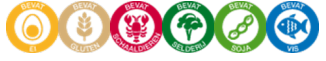 BEVAT
EI
BEVAT
GLUTEN
BEVAT
SCHAALDIEREN
BEVAT
SELDERIJ
BEVAT
SOJA
BEVAT
VIS